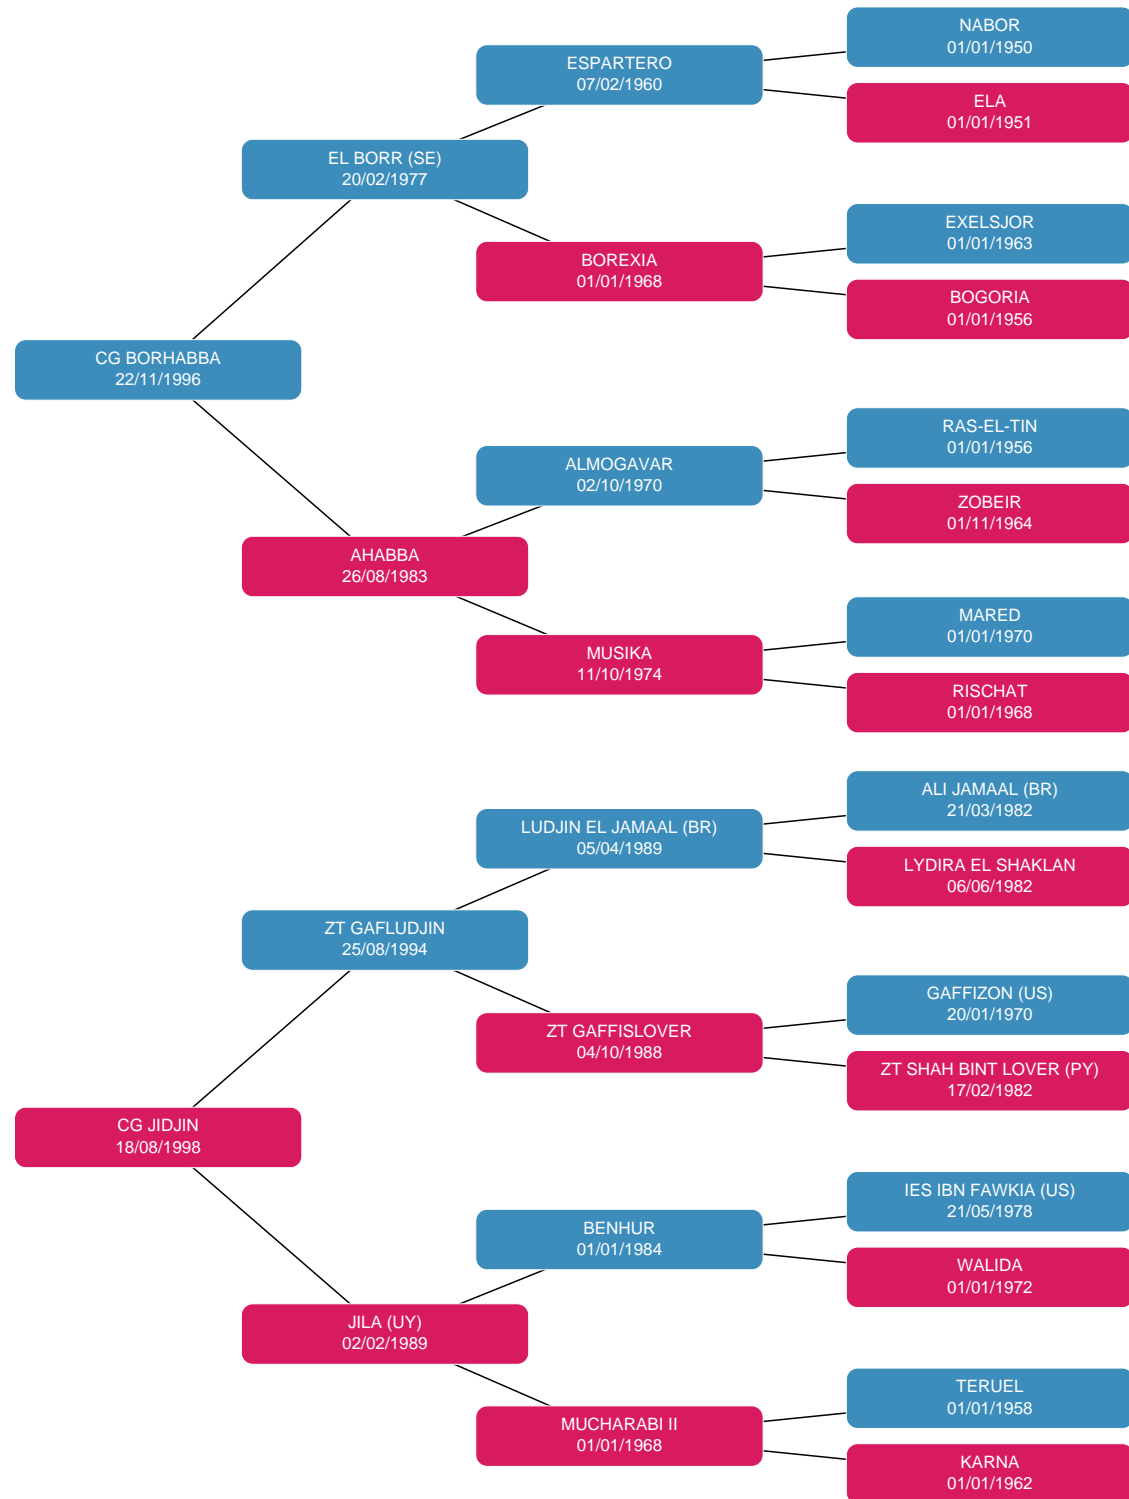 NABOR
01/01/1950
ESPARTERO
07/02/1960
ELA
01/01/1951
EL BORR (SE)
20/02/1977
EXELSJOR
01/01/1963
BOREXIA
01/01/1968
BOGORIA
01/01/1956
CG BORHABBA
22/11/1996
RAS-EL-TIN
01/01/1956
ALMOGAVAR
02/10/1970
ZOBEIR
01/11/1964
AHABBA
26/08/1983
MARED
01/01/1970
MUSIKA
11/10/1974
RISCHAT
01/01/1968
ALI JAMAAL (BR)
21/03/1982
LUDJIN EL JAMAAL (BR)
05/04/1989
LYDIRA EL SHAKLAN
06/06/1982
ZT GAFLUDJIN
25/08/1994
GAFFIZON (US)
20/01/1970
ZT GAFFISLOVER
04/10/1988
ZT SHAH BINT LOVER (PY)
17/02/1982
CG JIDJIN
18/08/1998
IES IBN FAWKIA (US)
21/05/1978
BENHUR
01/01/1984
WALIDA
01/01/1972
JILA (UY)
02/02/1989
TERUEL
01/01/1958
MUCHARABI II
01/01/1968
KARNA
01/01/1962